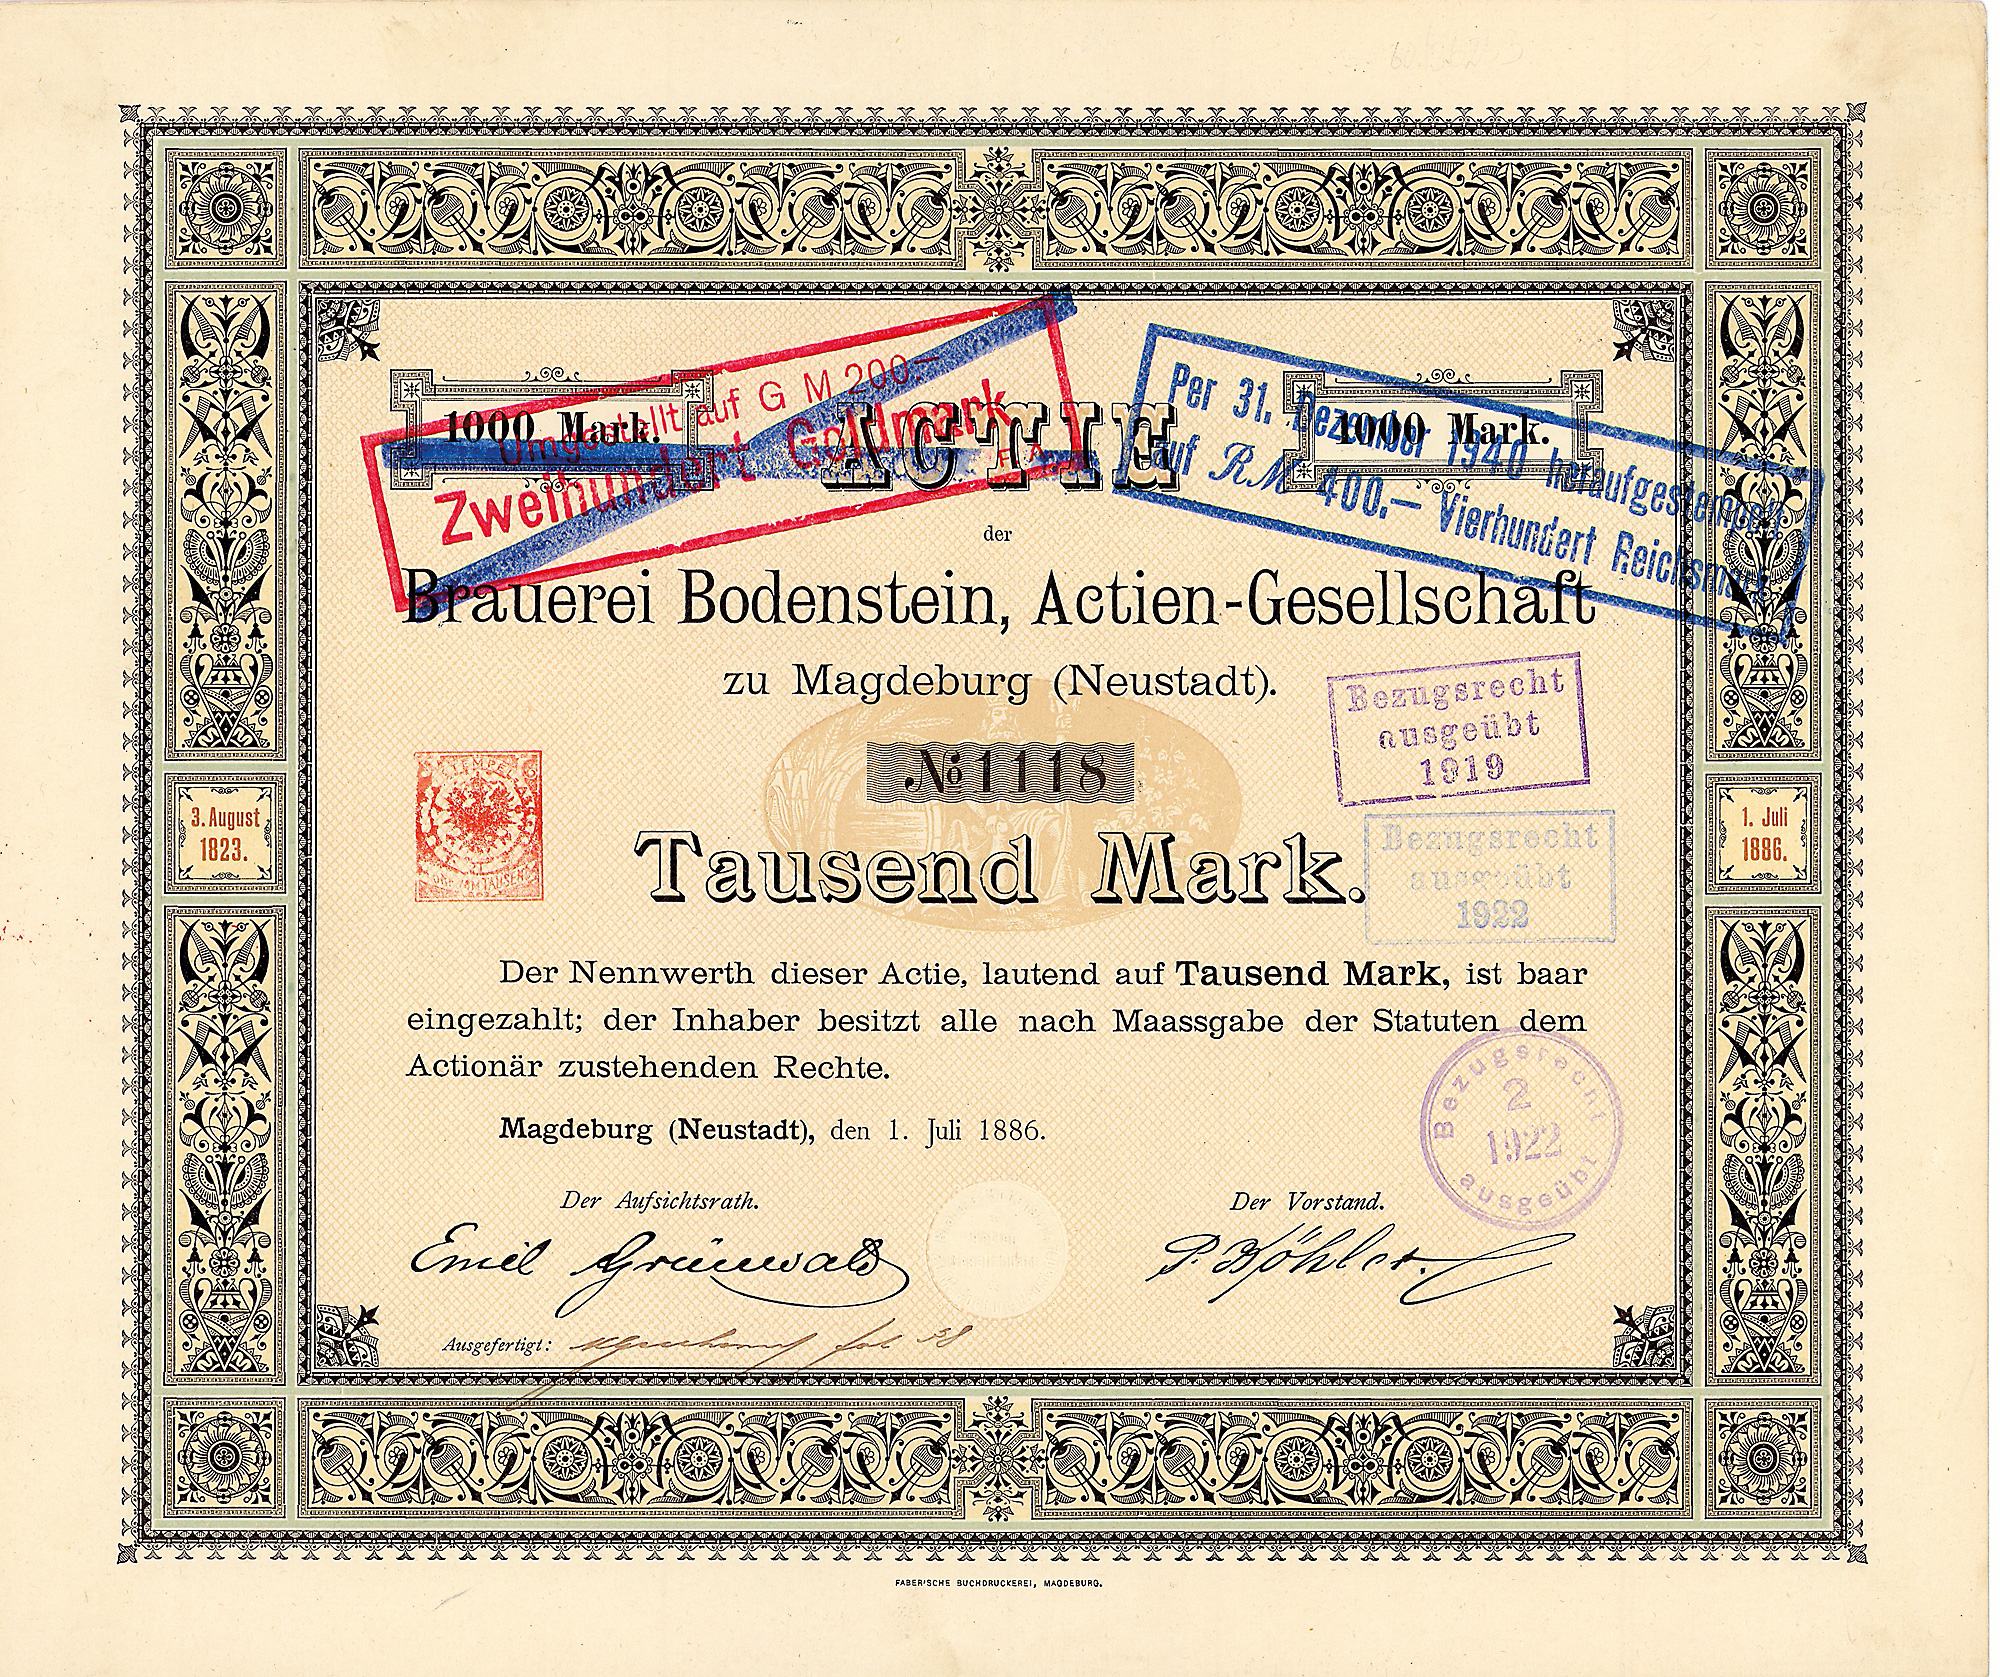 Umgestellt auf G M 200.–
Zweihundert Goldmark
Per 31. Dezember 1940 heraufgestempelt
auf RM 400.– Vierhundert Reichsmark
1000 Mark.
ACTIE
1000 Mark.
der
Brauerei Bodenstein, Actien-Gesellschaft
zu Magdeburg (Neustadt).
Bezugsrecht
ausgeübt
1919
№ 1118
3. August
1823.
1. Juli
1886.
Tausend Mark.
Bezugsrecht
ausgeübt
1922
Der Nennwerth dieser Actie, lautend auf Tausend Mark, ist baar
eingezahlt; der Inhaber besitzt alle nach Maassgabe der Statuten dem
Actionär zustehenden Rechte.
Magdeburg (Neustadt), den 1. Juli 1886.
Bezugsrecht
2
1922
ausgeübt
Der Aufsichtsrath.
Der Vorstand.
Emil Grünwald
P. Köhler.
Ausgefertigt:
FABER'SCHE BUCHDRUCKEREI, MAGDEBURG.